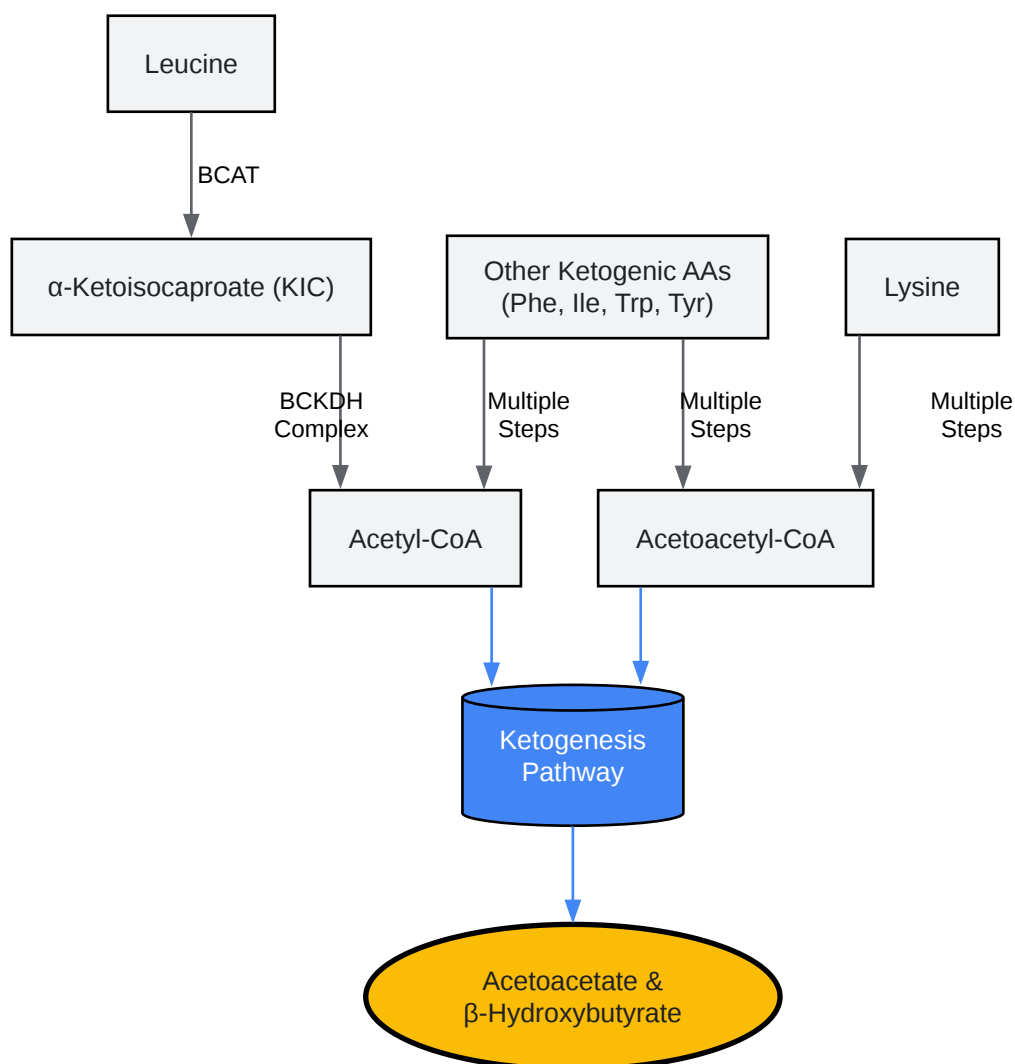 Leucine
BCAT
α-Ketoisocaproate (KIC)
Other Ketogenic AAs
(Phe, Ile, Trp, Tyr)
Lysine
BCKDH
Complex
Multiple
Steps
Multiple
Steps
Multiple
Steps
Acetyl-CoA
Acetoacetyl-CoA
Ketogenesis
Pathway
Acetoacetate &
β-Hydroxybutyrate